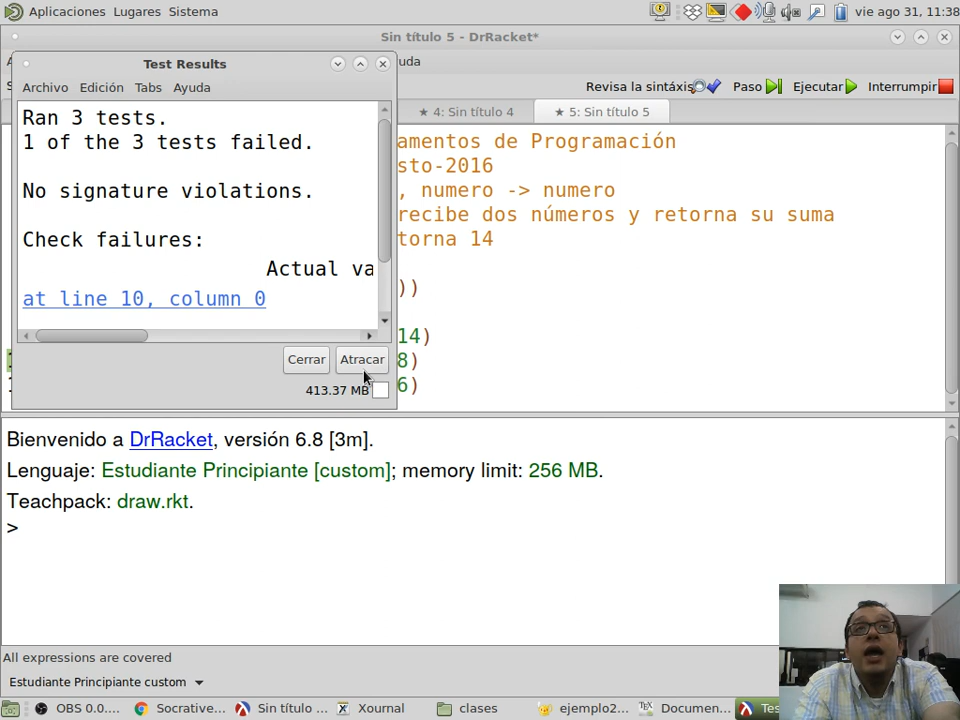 Aplicaciones Lugares Sistema
vie ago 31, 11:38
Sin título 5 - DrRacket*
Test Results
uda
Archivo Edición Tabs Ayuda
Revisa la sintáxis Paso Ejecutar Interrumpir
★ 4: Sin título 4 ★ 5: Sin título 5
Ran 3 tests.
1 of the 3 tests failed.
No signature violations.
Check failures:
Actual va
at line 10, column 0
amentos de Programación
sto-2016
, numero -> numero
recibe dos números y retorna su suma
torna 14
))
14)
8)
6)
Cerrar Atracar
413.37 MB
Bienvenido a DrRacket, versión 6.8 [3m].
Lenguaje: Estudiante Principiante [custom]; memory limit: 256 MB.
Teachpack: draw.rkt.
>
All expressions are covered
Estudiante Principiante custom
OBS 0.0.... Socrative... Sin título ... Xournal clases ejemplo2... Documen... Tes